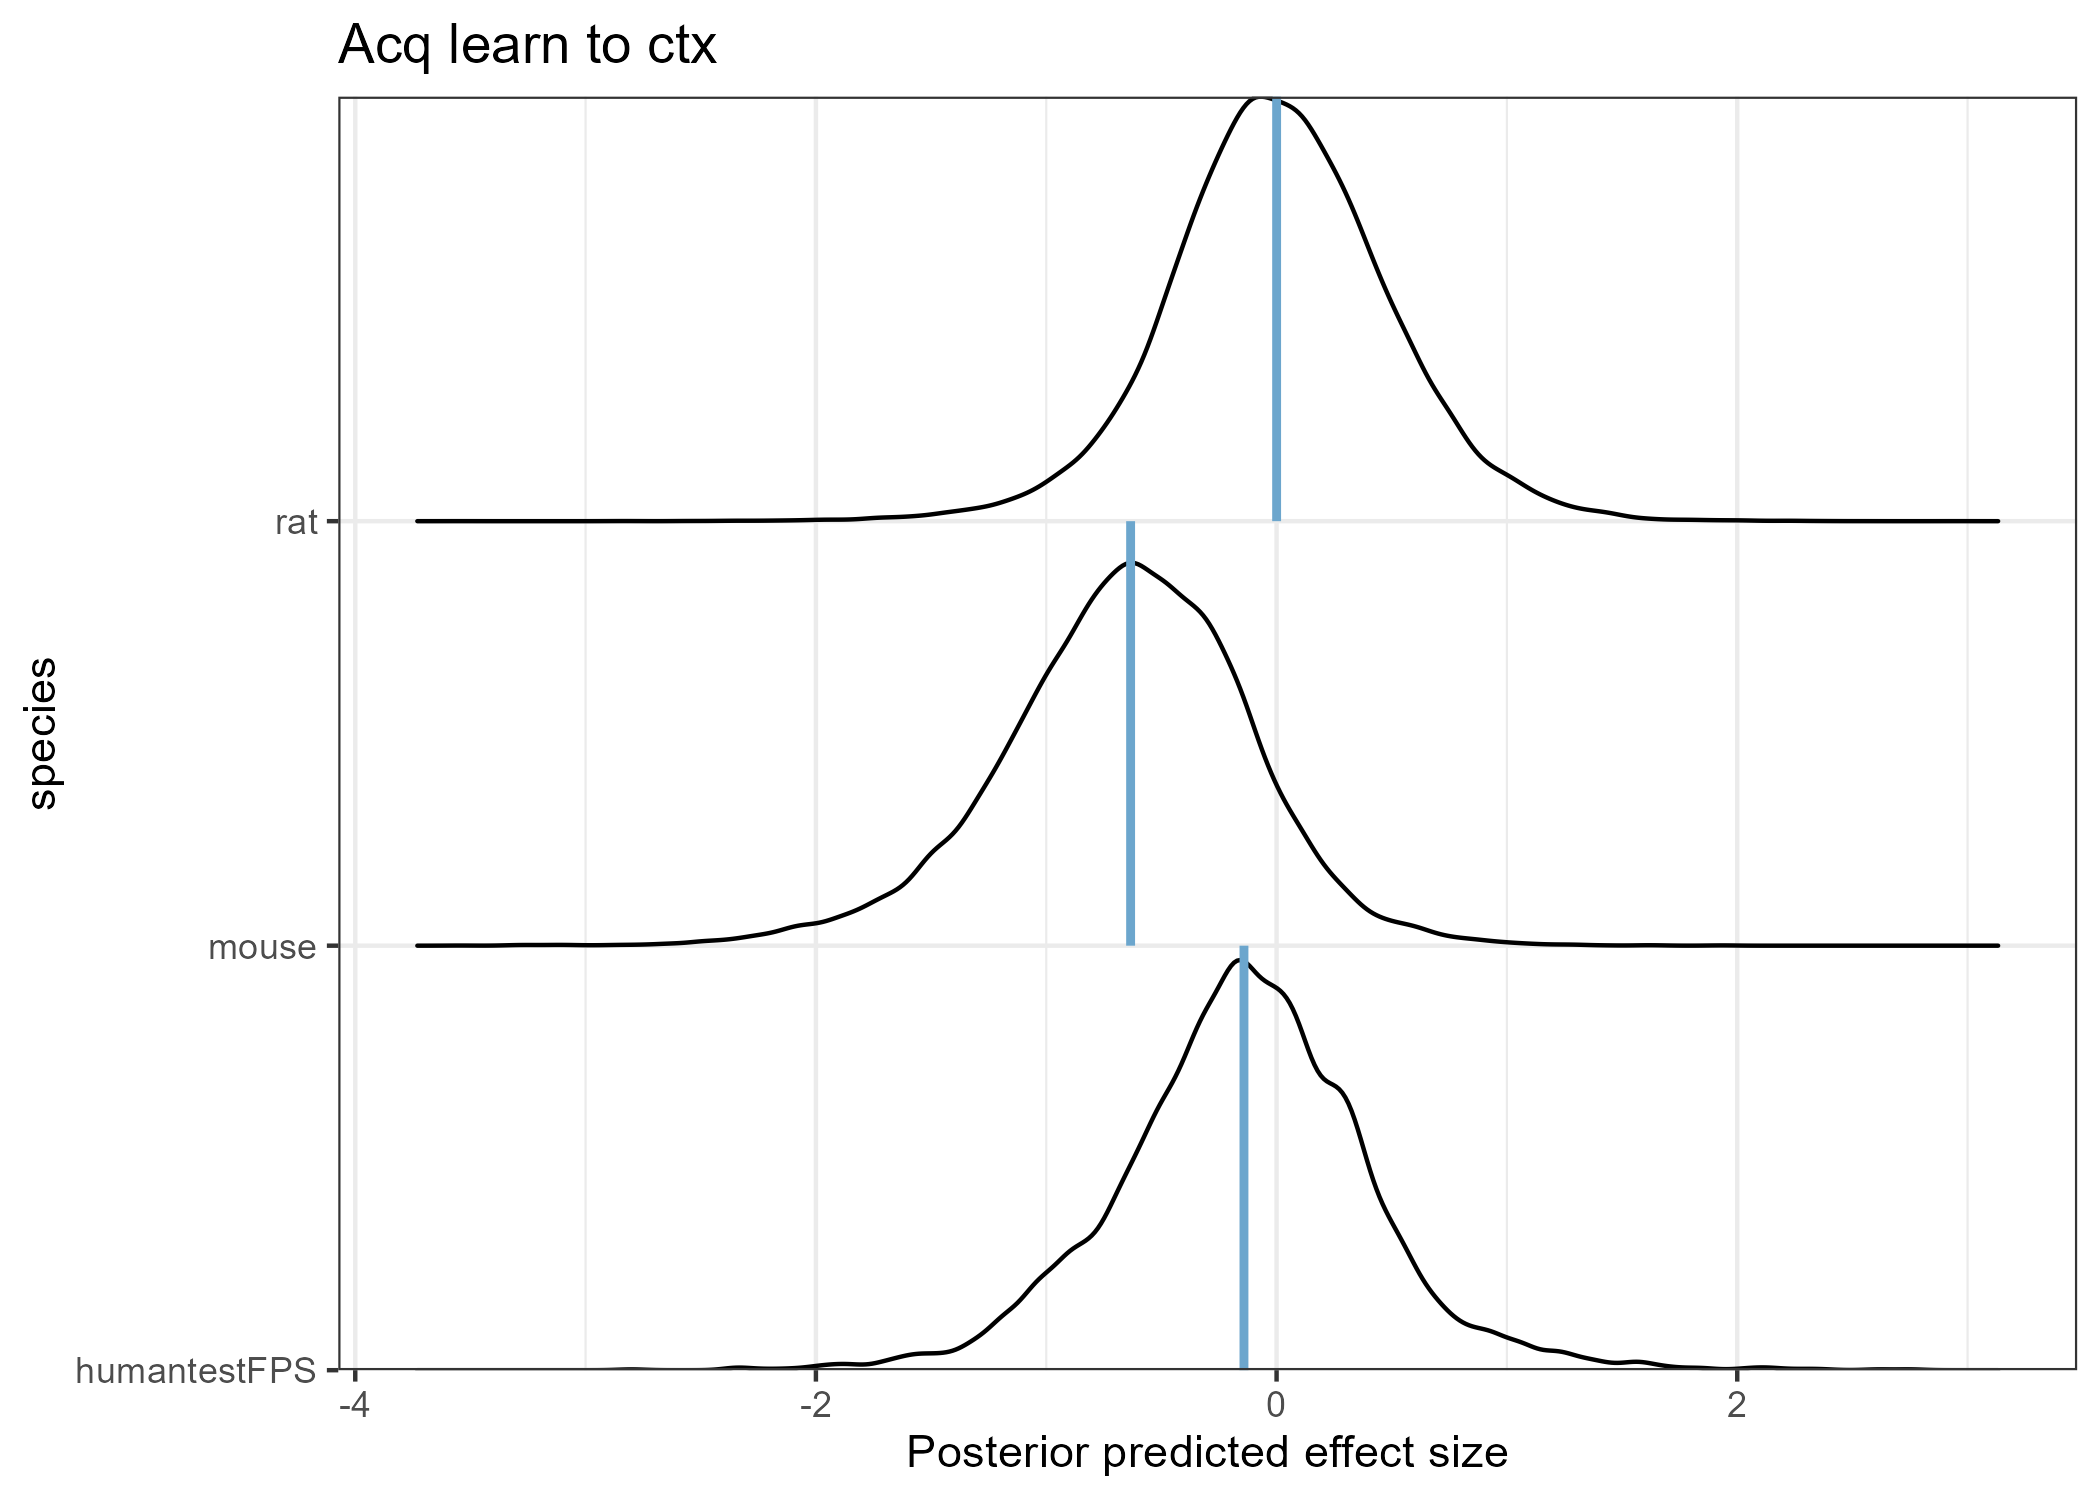 Acq learn to ctx
species
rat
mouse
humantestFPS
-4 -2 0 2
Posterior predicted effect size